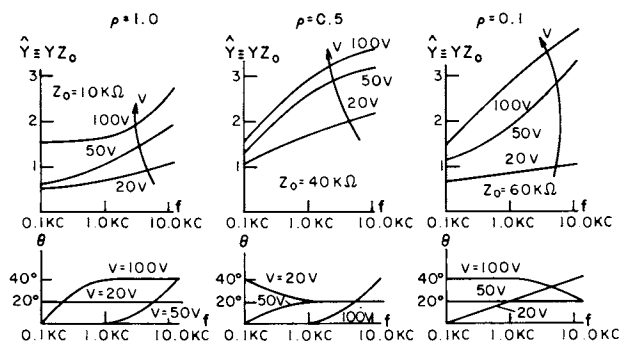 ρ=1.0
ρ=0.5
ρ=0.1
Ŷ≡YZ₀
Ŷ≡YZ₀
Ŷ≡YZ₀
3
2
1
Z₀=10KΩ
V
100V
50V
20V
f
0.1KC 1.0KC 10.0KC
3
2
1
V
100V
50V
20V
Z₀=40KΩ
f
0.1KC 1.0KC 10.0KC
3
2
1
V
100V
50V
20V
Z₀=60KΩ
f
0.1KC 1.0KC 10.0KC
θ
40°
20°
V=100V
V=20V
V=50V
f
0.1KC 1.0KC 10.0KC
θ
40°
20°
V=20V
50V
100V
f
0.1KC 1.0KC 10.0KC
θ
40°
20°
V=100V
50V
20V
f
0.1KC 1.0KC 10.0KC